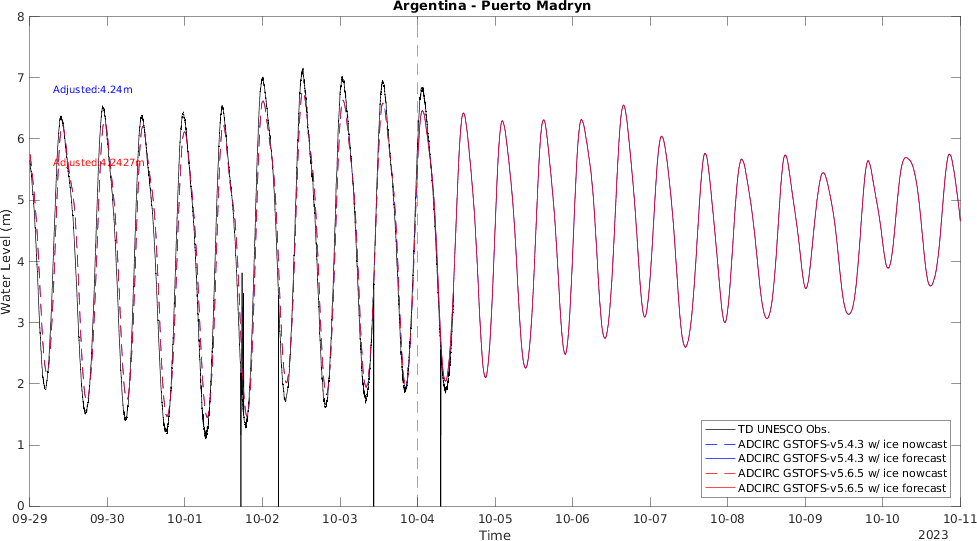 Argentina - Puerto Madryn
8
7
6
5
4
3
2
1
0
Water Level (m)
Adjusted:4.24m
Adjusted:4.2427m
TD UNESCO Obs.
ADCIRC GSTOFS-v5.4.3 w/ ice nowcast
ADCIRC GSTOFS-v5.4.3 w/ ice forecast
ADCIRC GSTOFS-v5.6.5 w/ ice nowcast
ADCIRC GSTOFS-v5.6.5 w/ ice forecast
09-29 09-30 10-01 10-02 10-03 10-04 10-05 10-06 10-07 10-08 10-09 10-10 10-11
Time
2023